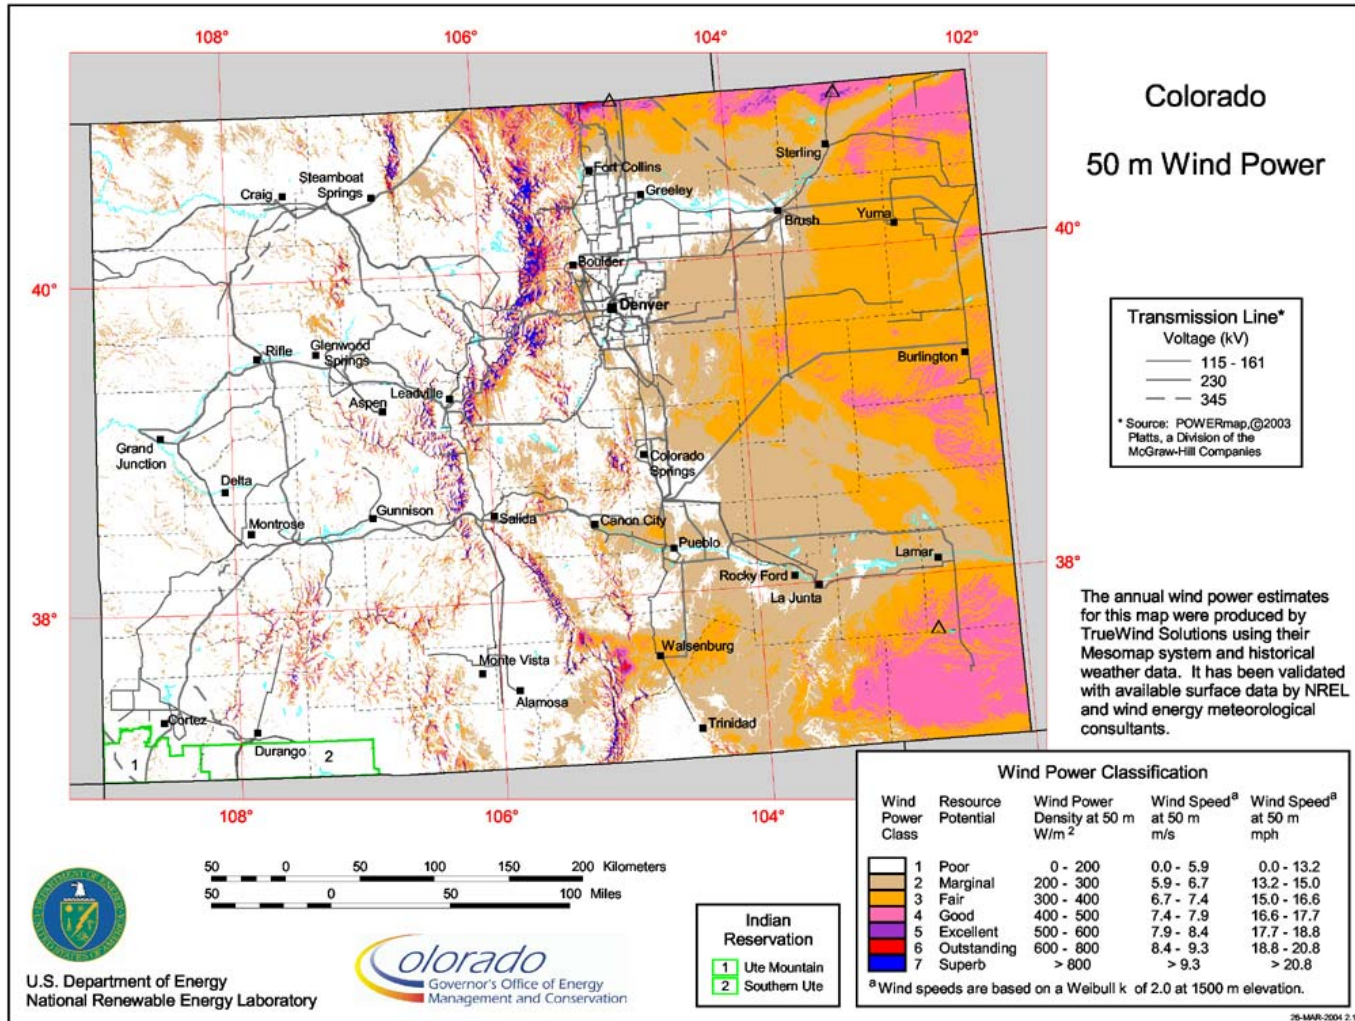 108°
106°
104°
102°
Colorado
50 m Wind Power
Sterling
Fort Collins
Steamboat
Springs
Craig
Greeley
Brush
Yuma
40°
Boulder
40°
Denver
Transmission Line*
Voltage (kV)
115 - 161
230
345
* Source: POWERmap,©2003
Platts, a Division of the
McGraw-Hill Companies
Rifle
Glenwood
Springs
Burlington
Aspen
Leadville
Grand
Junction
Colorado
Springs
Delta
Gunnison
Salida
Canon City
Montrose
Pueblo
Lamar
38°
Rocky Ford
La Junta
The annual wind power estimates
for this map were produced by
TrueWind Solutions using their
Mesomap system and historical
weather data. It has been validated
with available surface data by NREL
and wind energy meteorological
consultants.
38°
Walsenburg
Monte Vista
Alamosa
Cortez
Trinidad
Durango
1
2
108°
106°
104°
Wind Power Classification
Wind Power Class Resource Potential Wind Power Density at 50 m W/m 2 Wind Speed a at 50 m m/s Wind Speed a at 50 m mph
1 Poor 0 - 200 0.0 - 5.9 0.0 - 13.2
2 Marginal 200 - 300 5.9 - 6.7 13.2 - 15.0
3 Fair 300 - 400 6.7 - 7.4 15.0 - 16.6
4 Good 400 - 500 7.4 - 7.9 16.6 - 17.7
5 Excellent 500 - 600 7.9 - 8.4 17.7 - 18.8
6 Outstanding 600 - 800 8.4 - 9.3 18.8 - 20.8
7 Superb > 800 > 9.3 > 20.8
a Wind speeds are based on a Weibull k of 2.0 at 1500 m elevation.
50 0 50 100 150 200 Kilometers
50 0 50 100 Miles
Indian
Reservation
1 Ute Mountain
2 Southern Ute
U.S. Department of Energy
National Renewable Energy Laboratory
Colorado
Governor's Office of Energy
Management and Conservation
26-MAR-2004 2.1